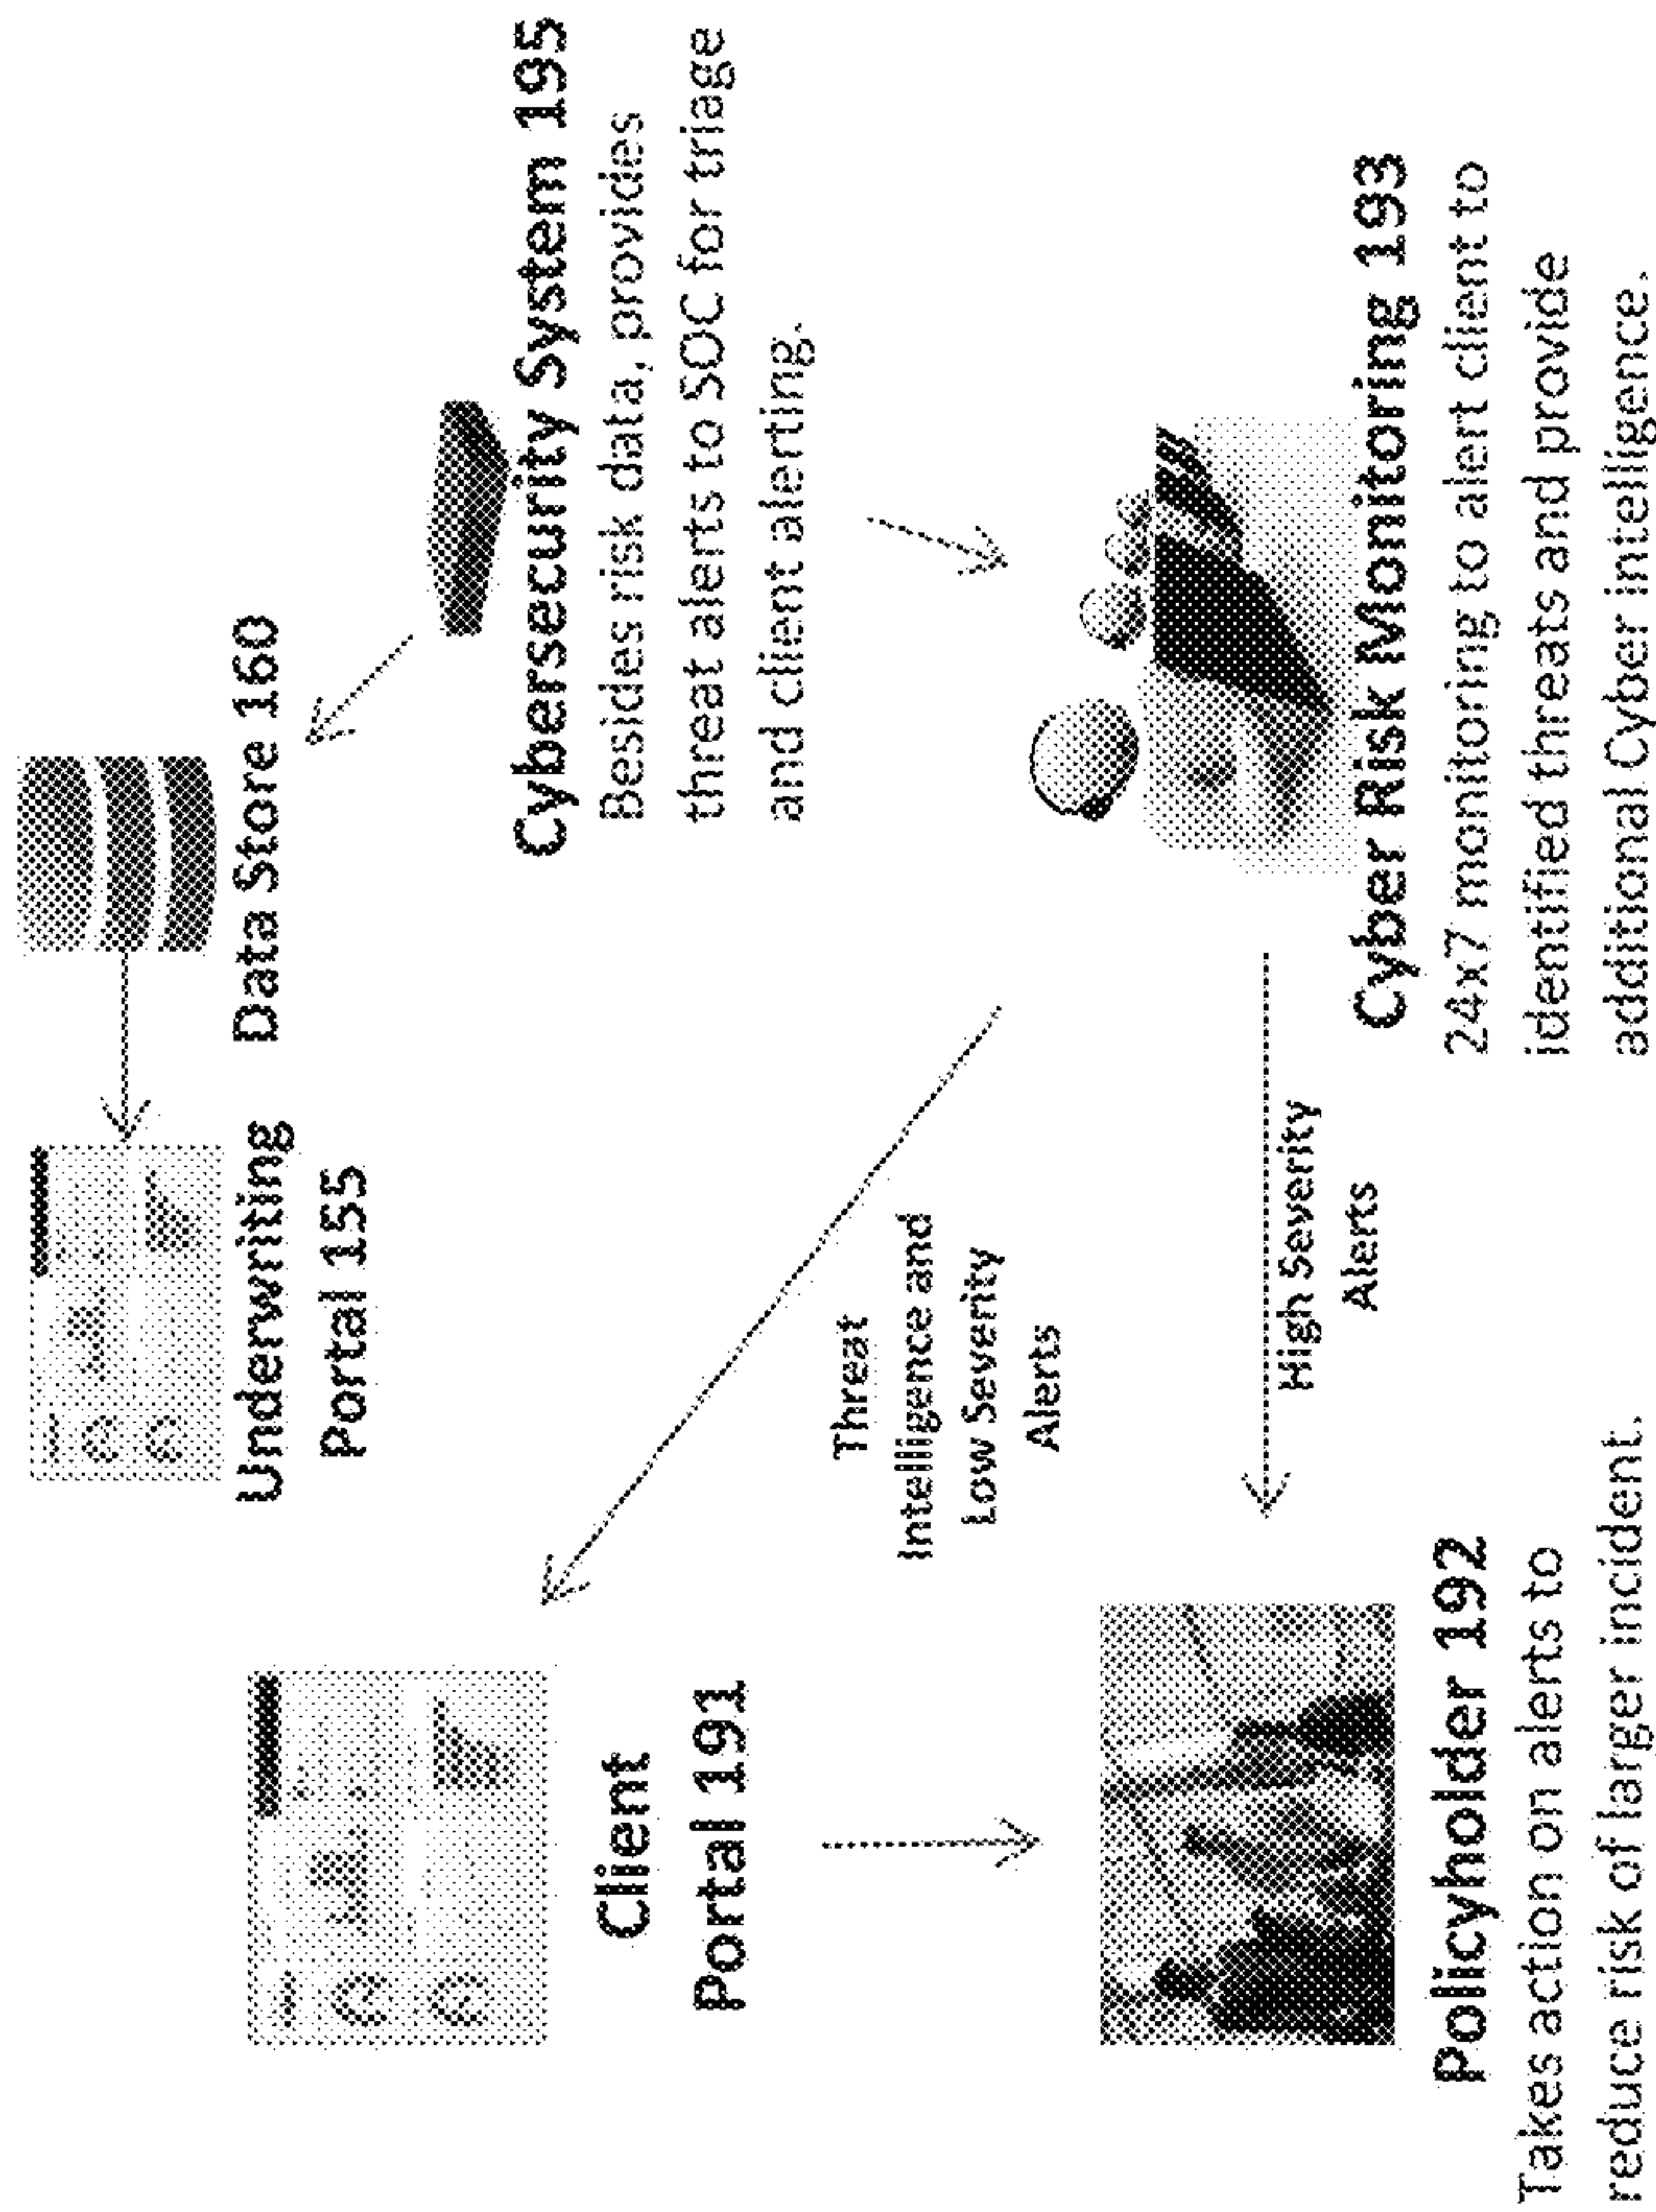 Underwriting
Portal 155
Data Store 160
Client
Portal 191
Cybersecurity System 195
Besides risk data, provides
threat alerts to SOC for triage
and client alerting.
Threat
Intelligence and
Low Severity
Alerts
High Severity
Alerts
Policyholder 192
Takes action on alerts to
reduce risk of larger incident.
Cyber Risk Monitoring 193
24x7 monitoring to alert client to
identified threats and provide
additional Cyber intelligence.